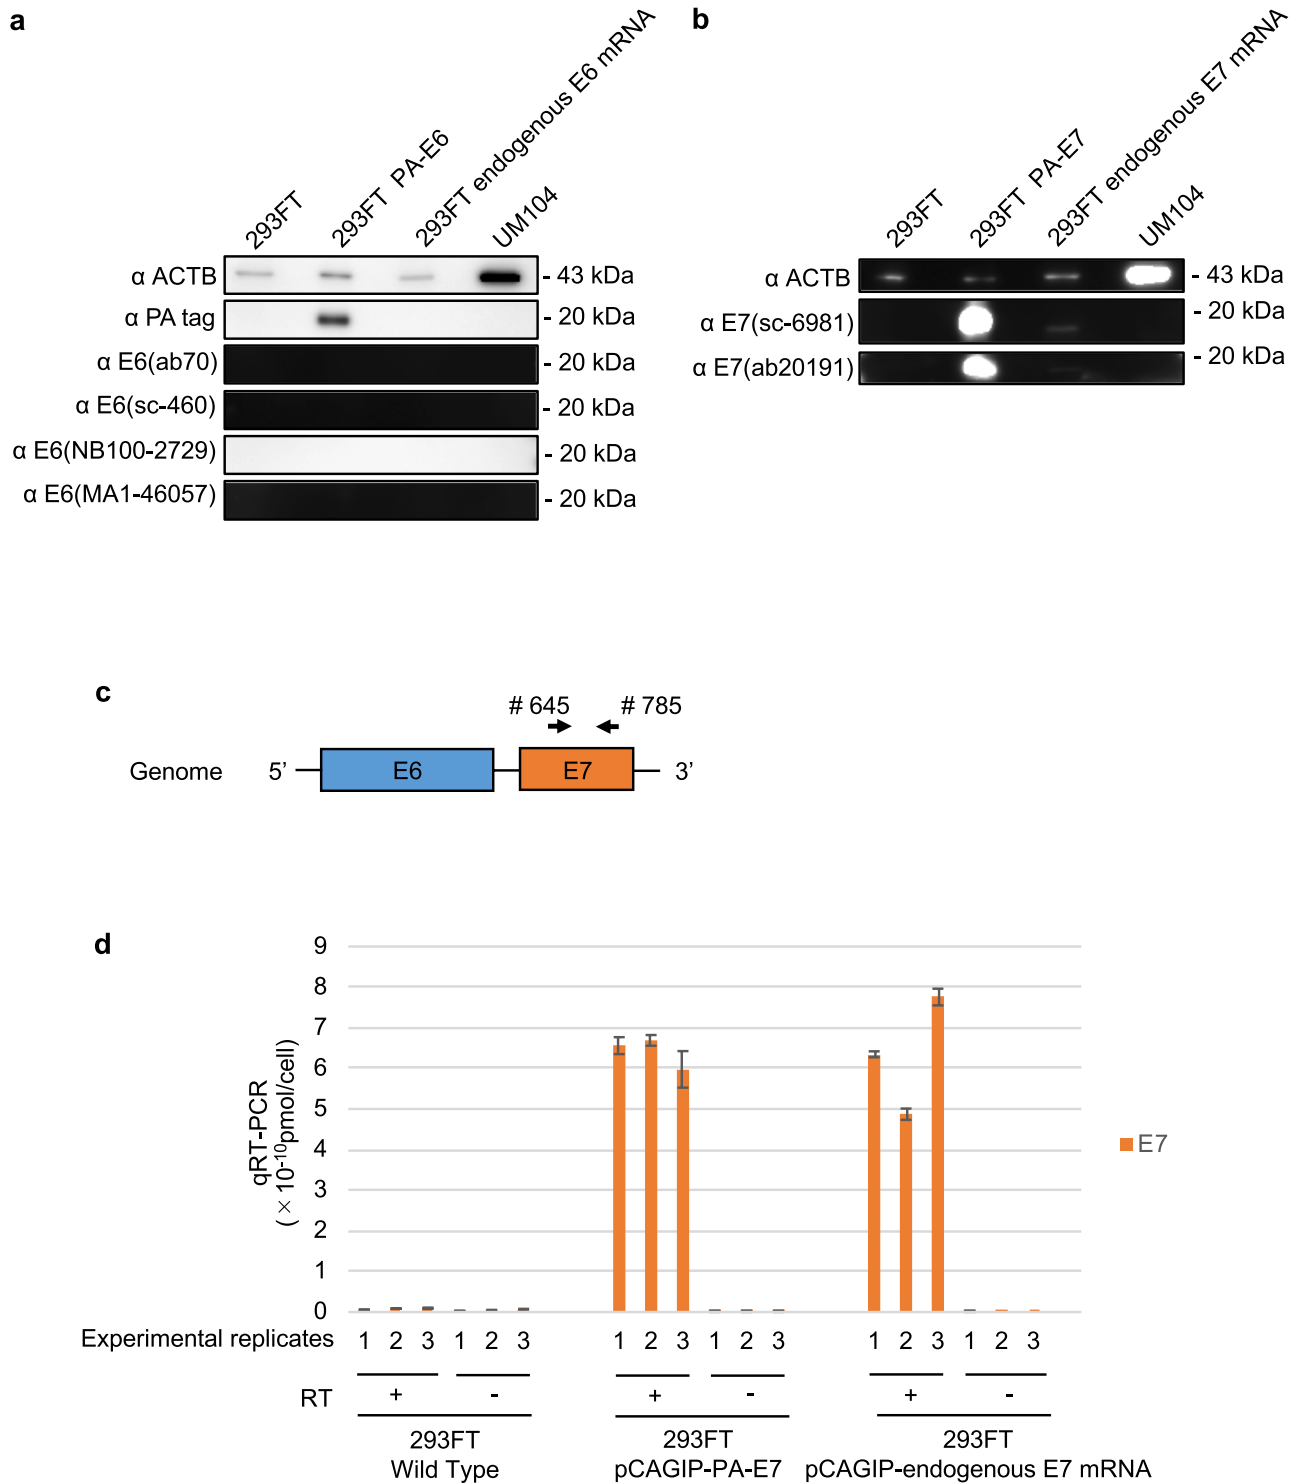 a
293FT
293FT PA-E6
293FT endogenous E6 mRNA
UM104
α ACTB
- 43 kDa
α PA tag
- 20 kDa
α E6(ab70)
- 20 kDa
α E6(sc-460)
- 20 kDa
α E6(NB100-2729)
- 20 kDa
α E6(MA1-46057)
- 20 kDa
b
293FT
293FT PA-E7
293FT endogenous E7 mRNA
UM104
α ACTB
- 43 kDa
α E7(sc-6981)
- 20 kDa
α E7(ab20191)
- 20 kDa
c
# 645
# 785
Genome
5’
E6
E7
3’
d
qRT-PCR
(×10⁻¹⁰pmol/cell)
9
8
7
6
5
4
3
2
1
0
E7
Experimental replicates 1 2 3 1 2 3 1 2 3 1 2 3 1 2 3 1 2 3
RT + - + - + -
293FT
Wild Type
293FT
pCAGIP-PA-E7
293FT
pCAGIP-endogenous E7 mRNA